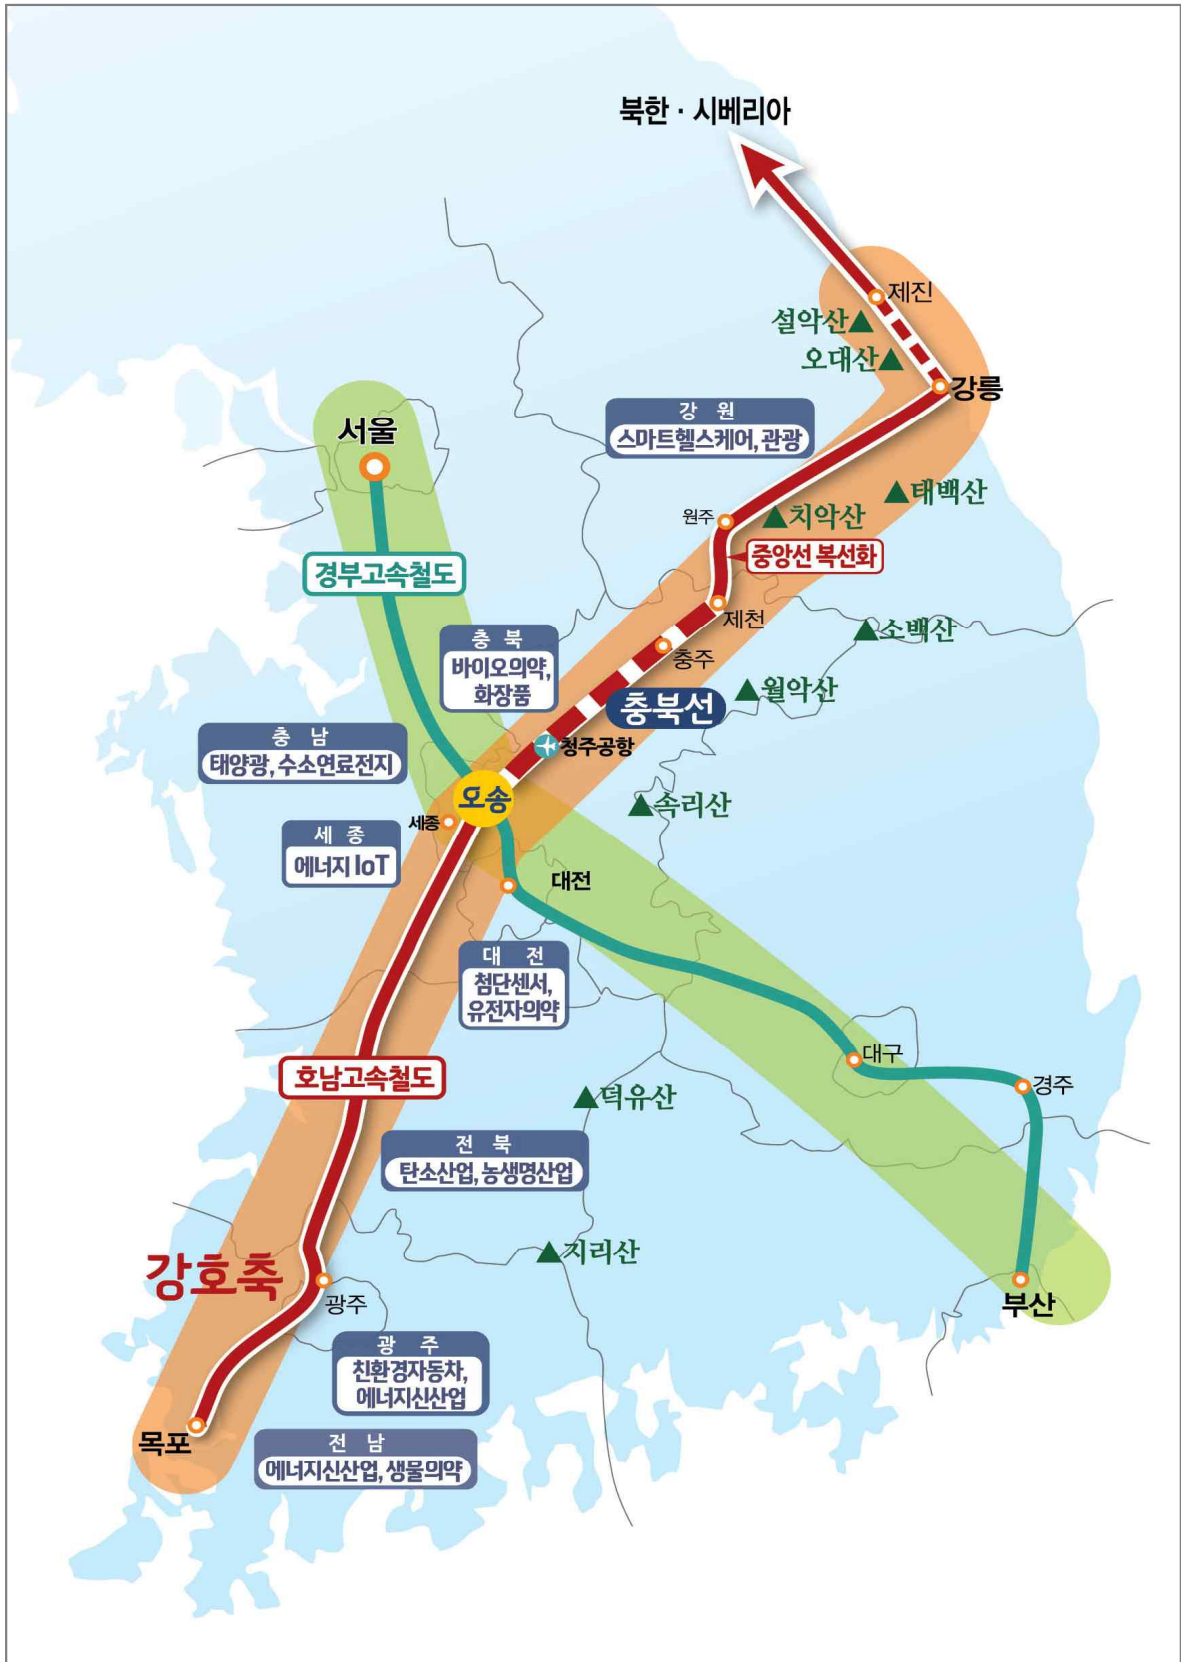 북한 · 시베리아
제진
설악산
오대산
강릉
강 원
스마트헬스케어, 관광
서울
태백산
원주
치악산
중앙선 복선화
경부고속철도
제천
소백산
충 북
바이오의약,
화장품
충주
월악산
충북선
충 남
태양광, 수소연료전지
청주공항
오송
속리산
세종
세 종
에너지 IoT
대전
대 전
첨단센서,
유전자의약
대구
호남고속철도
경주
덕유산
전 북
탄소산업, 농생명산업
지리산
강호축
광주
부산
광 주
친환경자동차,
에너지신산업
목포
전 남
에너지신산업, 생물의약